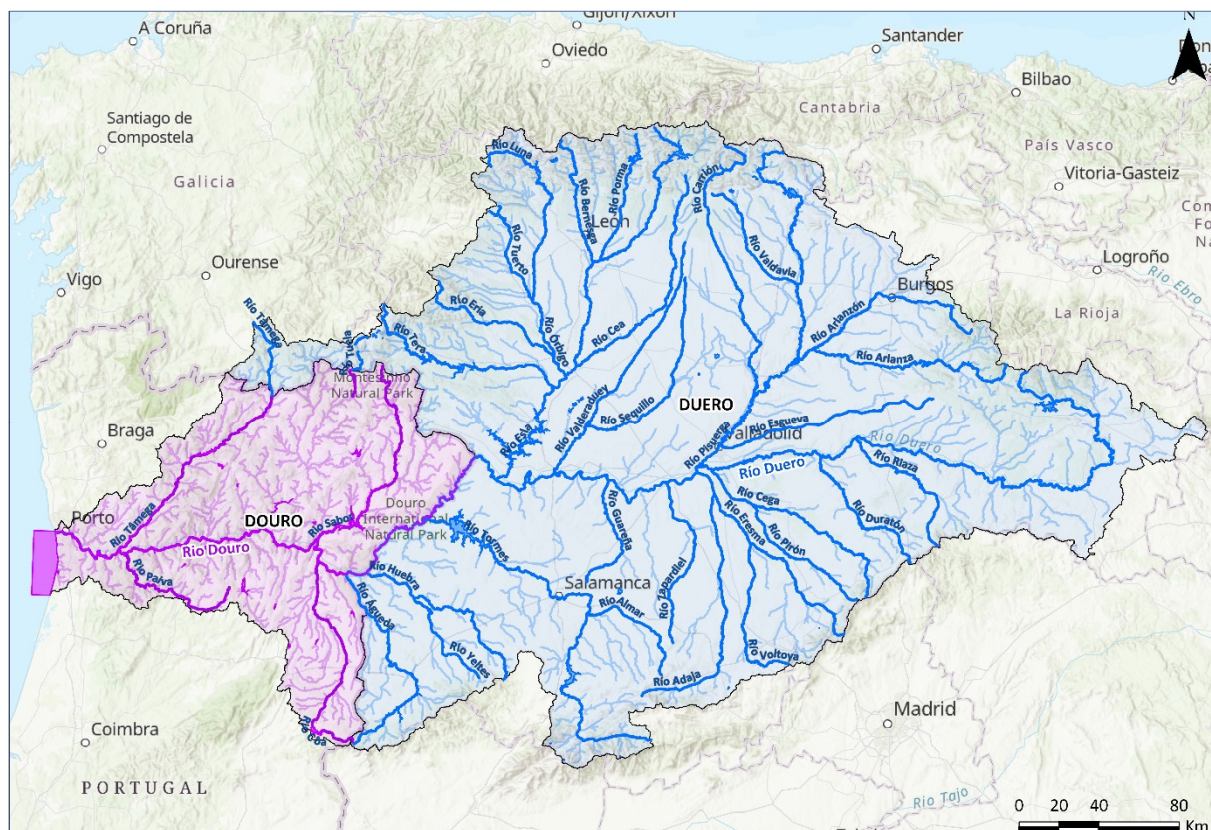 Gijón/Xixón
N
A Coruña
Santander
Oviedo
Bilbao
Cantabria
Santiago de
Compostela
País Vasco
Río Luna
Río Porma
Río Carrión
Vitoria-Gasteiz
Galicia
Río Bernesga
León
Río Tuerto
Río Valdavia
Logroño
Ourense
Vigo
Río Ebro
Río Eria
Burgos
La Rioja
Río Támega
Río Tera
Río Órbigo
Río Cea
Río Arlanzón
Río Tuela
Río Arlanza
Montesinho
Natural Park
Río Valderaduey
DUERO
Río Sequillo
Río Esgueva
Braga
Río Esla
Río Pisuerga
Valladolid
Río Duero
Río Duero
Río Riaza
Porto
Río Támega
DOURO
Río Sabor
Douro
International
Natural Park
Río Tormes
Río Guareña
Río Cega
Río Duratón
Rio Douro
Río Eresma
Río Pirón
Río Paiva
Río Huebra
Río Zapardiel
Salamanca
Río Almar
Río Águeda
Río Yeltes
Río Voltoya
Río Adaja
Río Côa
Madrid
Coimbra
PORTUGAL
Río Tajo
0 20 40 80
Km